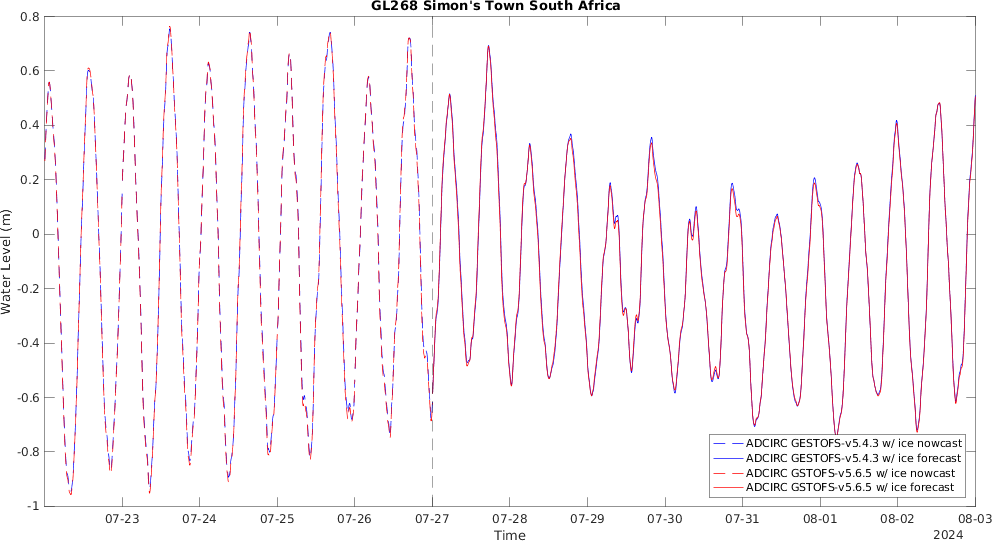 GL268 Simon's Town South Africa
Water Level (m)
0.8
0.6
0.4
0.2
0
-0.2
-0.4
-0.6
-0.8
-1
ADCIRC GESTOFS-v5.4.3 w/ ice nowcast
ADCIRC GESTOFS-v5.4.3 w/ ice forecast
ADCIRC GSTOFS-v5.6.5 w/ ice nowcast
ADCIRC GSTOFS-v5.6.5 w/ ice forecast
07-23 07-24 07-25 07-26 07-27 07-28 07-29 07-30 07-31 08-01 08-02 08-03
Time
2024